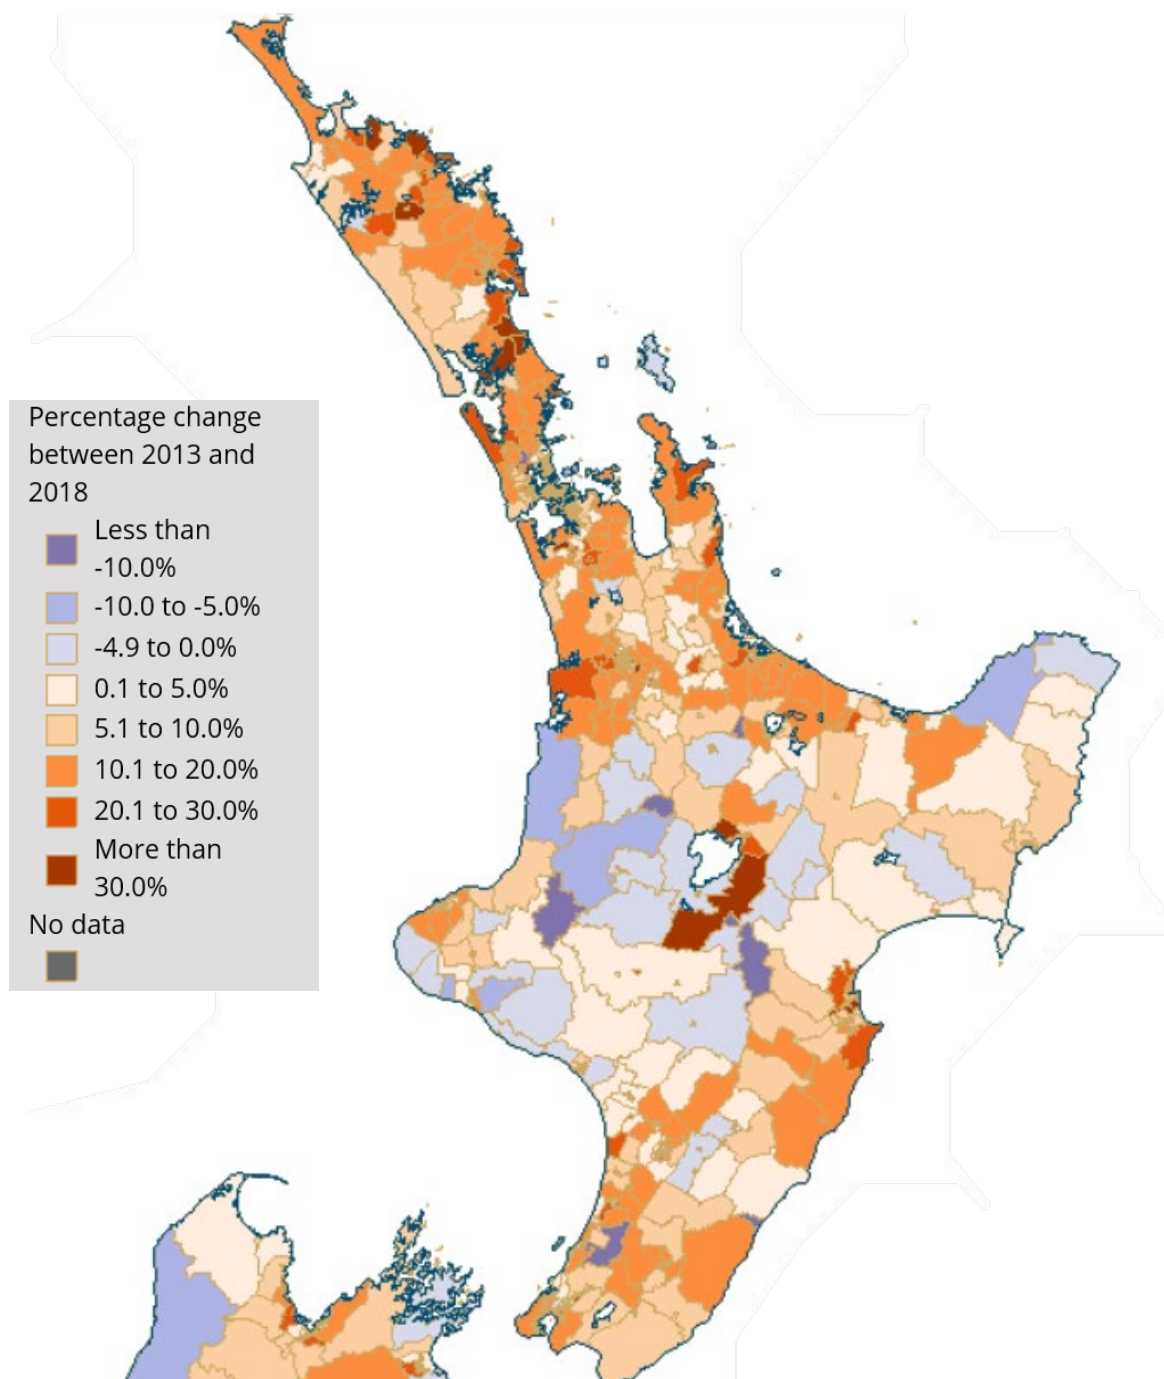 Percentage change
between 2013 and
2018
Less than
-10.0%
-10.0 to -5.0%
-4.9 to 0.0%
0.1 to 5.0%
5.1 to 10.0%
10.1 to 20.0%
20.1 to 30.0%
More than
30.0%
No data